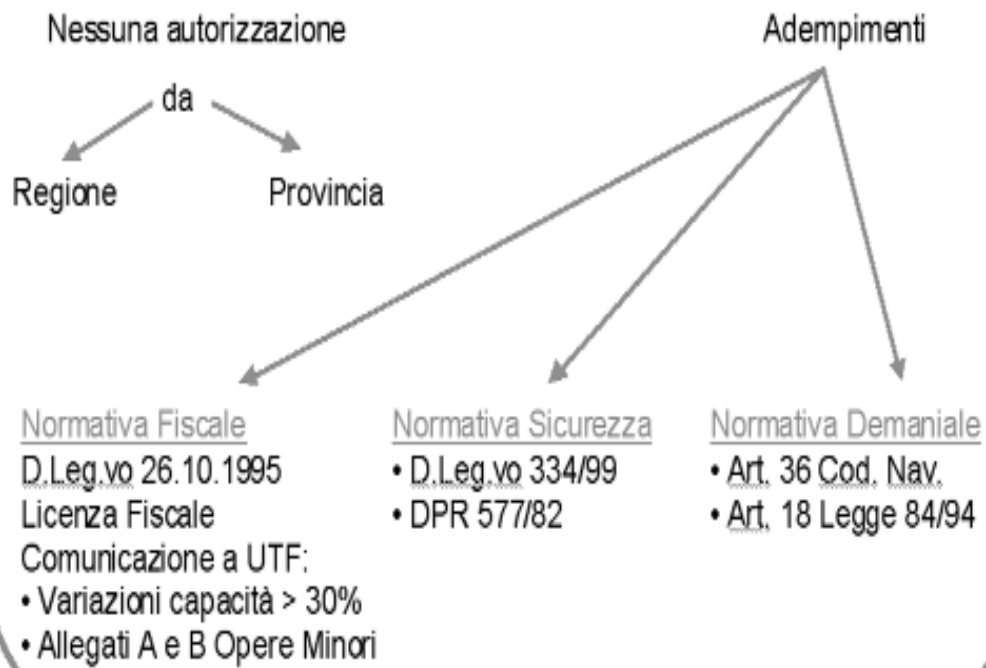 Nessuna autorizzazione
da
Regione
Provincia
Adempimenti
Normativa Fiscale
D.Leg.vo 26.10.1995
Licenza Fiscale
Comunicazione a UTF:
• Variazioni capacità > 30%
• Allegati A e B Opere Minori
Normativa Sicurezza
• D.Leg.vo 334/99
• DPR 577/82
Normativa Demaniale
• Art. 36 Cod. Nav.
• Art. 18 Legge 84/94